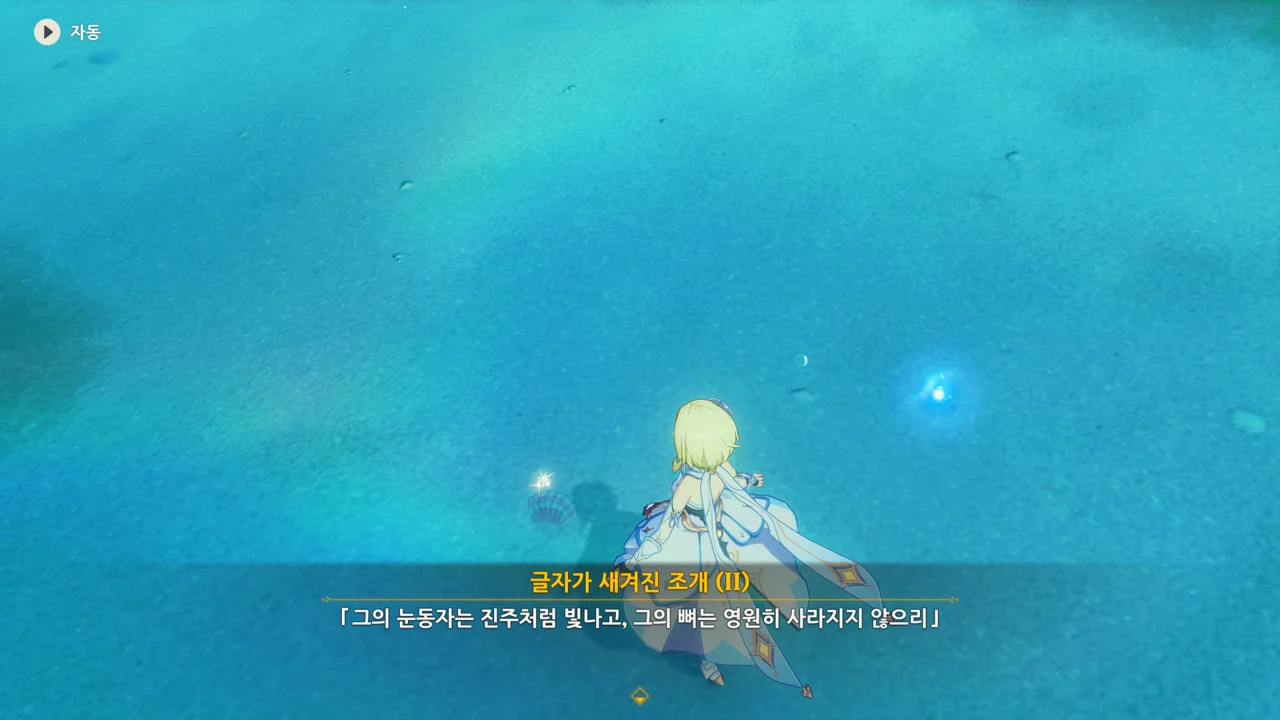 자동
글자가 새겨진 조개 (II)
「그의 눈동자는 진주처럼 빛나고, 그의 뼈는 영원히 사라지지 않으리」